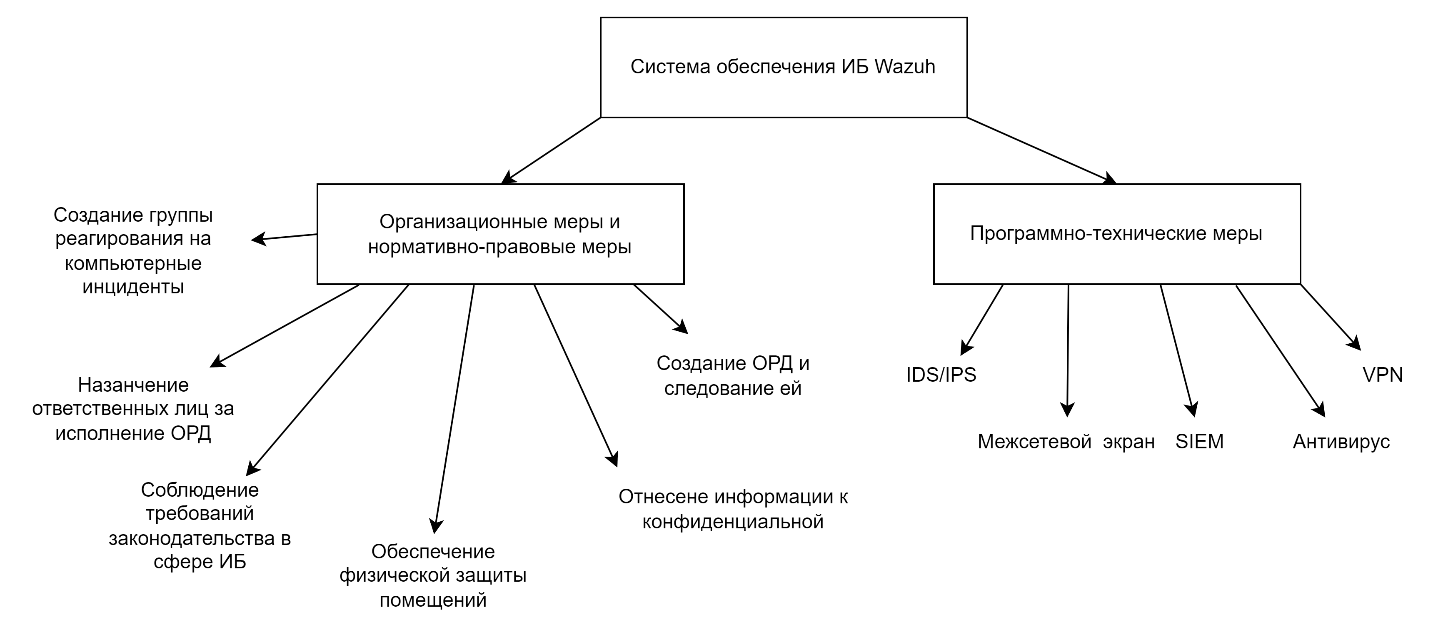 Система обеспечения ИБ Wazuh
Организационные меры и
нормативно-правовые меры
Программно-технические меры
Создание группы
реагирования на
компьютерные
инциденты
Назанчение
ответственных лиц за
исполнение ОРД
Соблюдение
требований
законодательства в
сфере ИБ
Обеспечение
физической защиты
помещений
Отнесене информации к
конфиденциальной
Создание ОРД и
следование ей
IDS/IPS
Межсетевой экран
SIEM
Антивирус
VPN